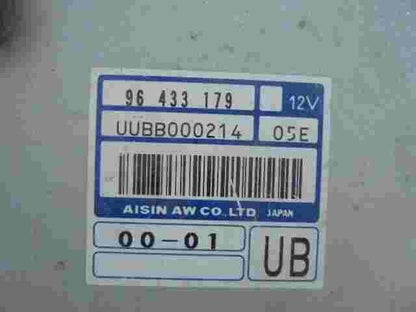 96 433 179 12V
UUBB000214 05E
AISIN AW CO., LTD JAPAN
00-01
UB